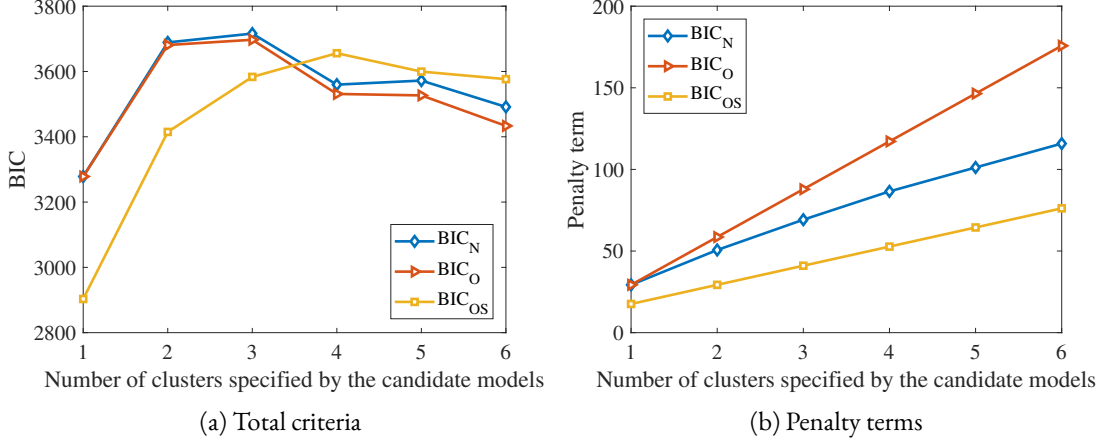 3800
3600
3400
3200
3000
2800
BIC
BIC_N
BIC_O
BIC_OS
1 2 3 4 5 6
Number of clusters specified by the candidate models
(a) Total criteria
200
150
100
50
0
Penalty term
BIC_N
BIC_O
BIC_OS
1 2 3 4 5 6
Number of clusters specified by the candidate models
(b) Penalty terms